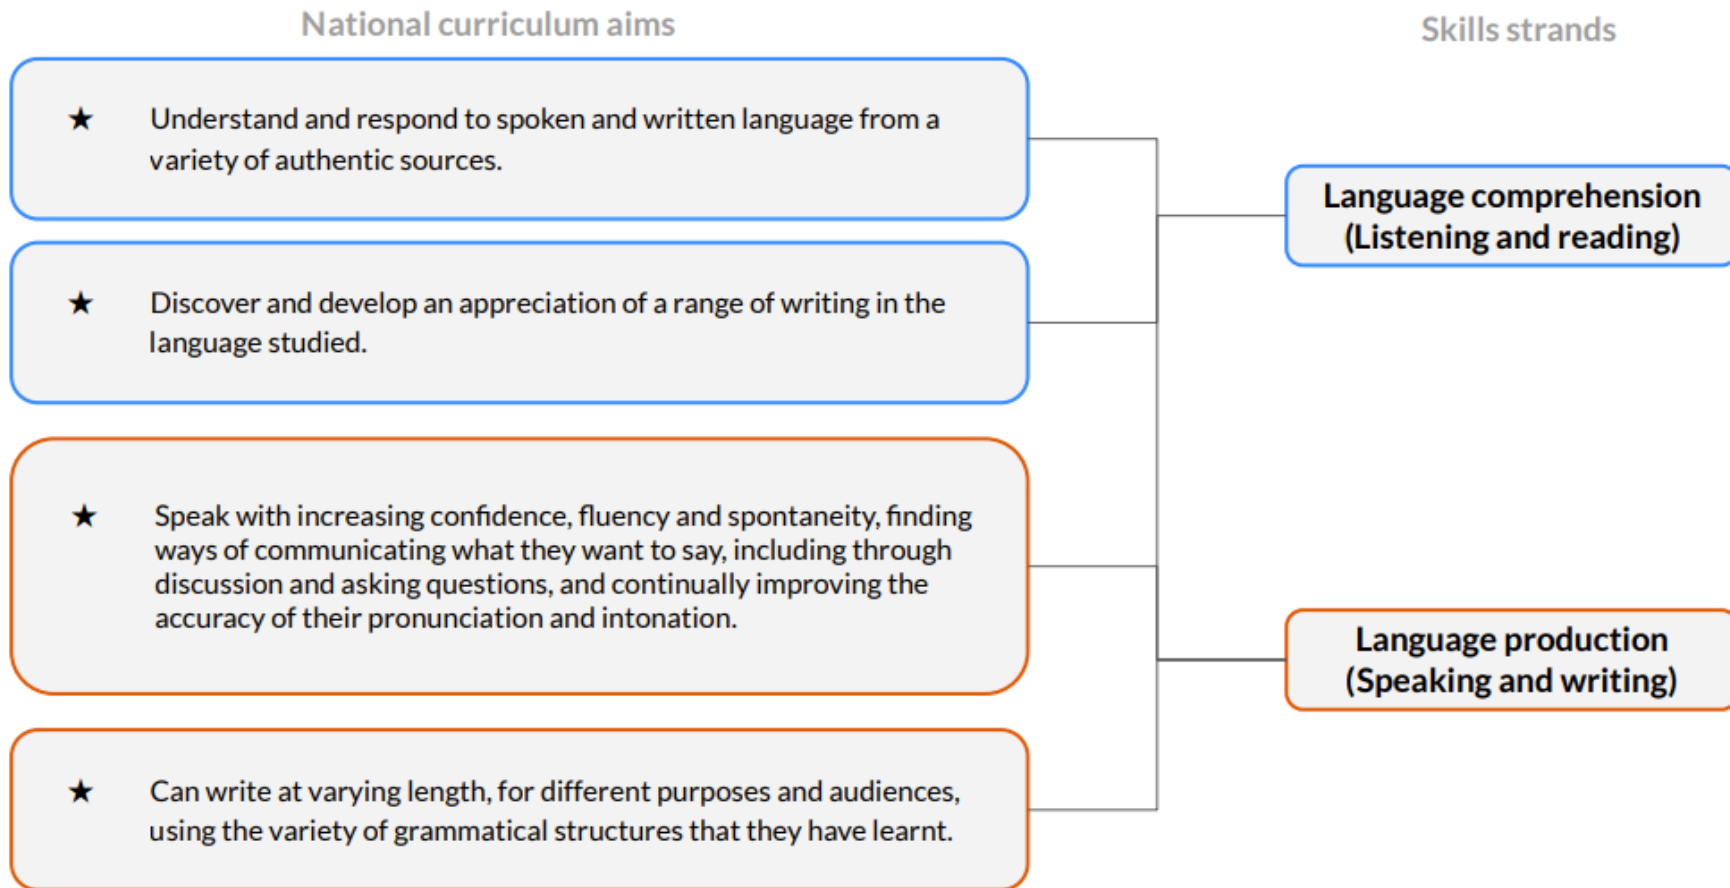 National curriculum aims
Skills strands
★ Understand and respond to spoken and written language from a
variety of authentic sources.
Language comprehension
(Listening and reading)
★ Discover and develop an appreciation of a range of writing in the
language studied.
★ Speak with increasing confidence, fluency and spontaneity, finding
ways of communicating what they want to say, including through
discussion and asking questions, and continually improving the
accuracy of their pronunciation and intonation.
Language production
(Speaking and writing)
★ Can write at varying length, for different purposes and audiences,
using the variety of grammatical structures that they have learnt.